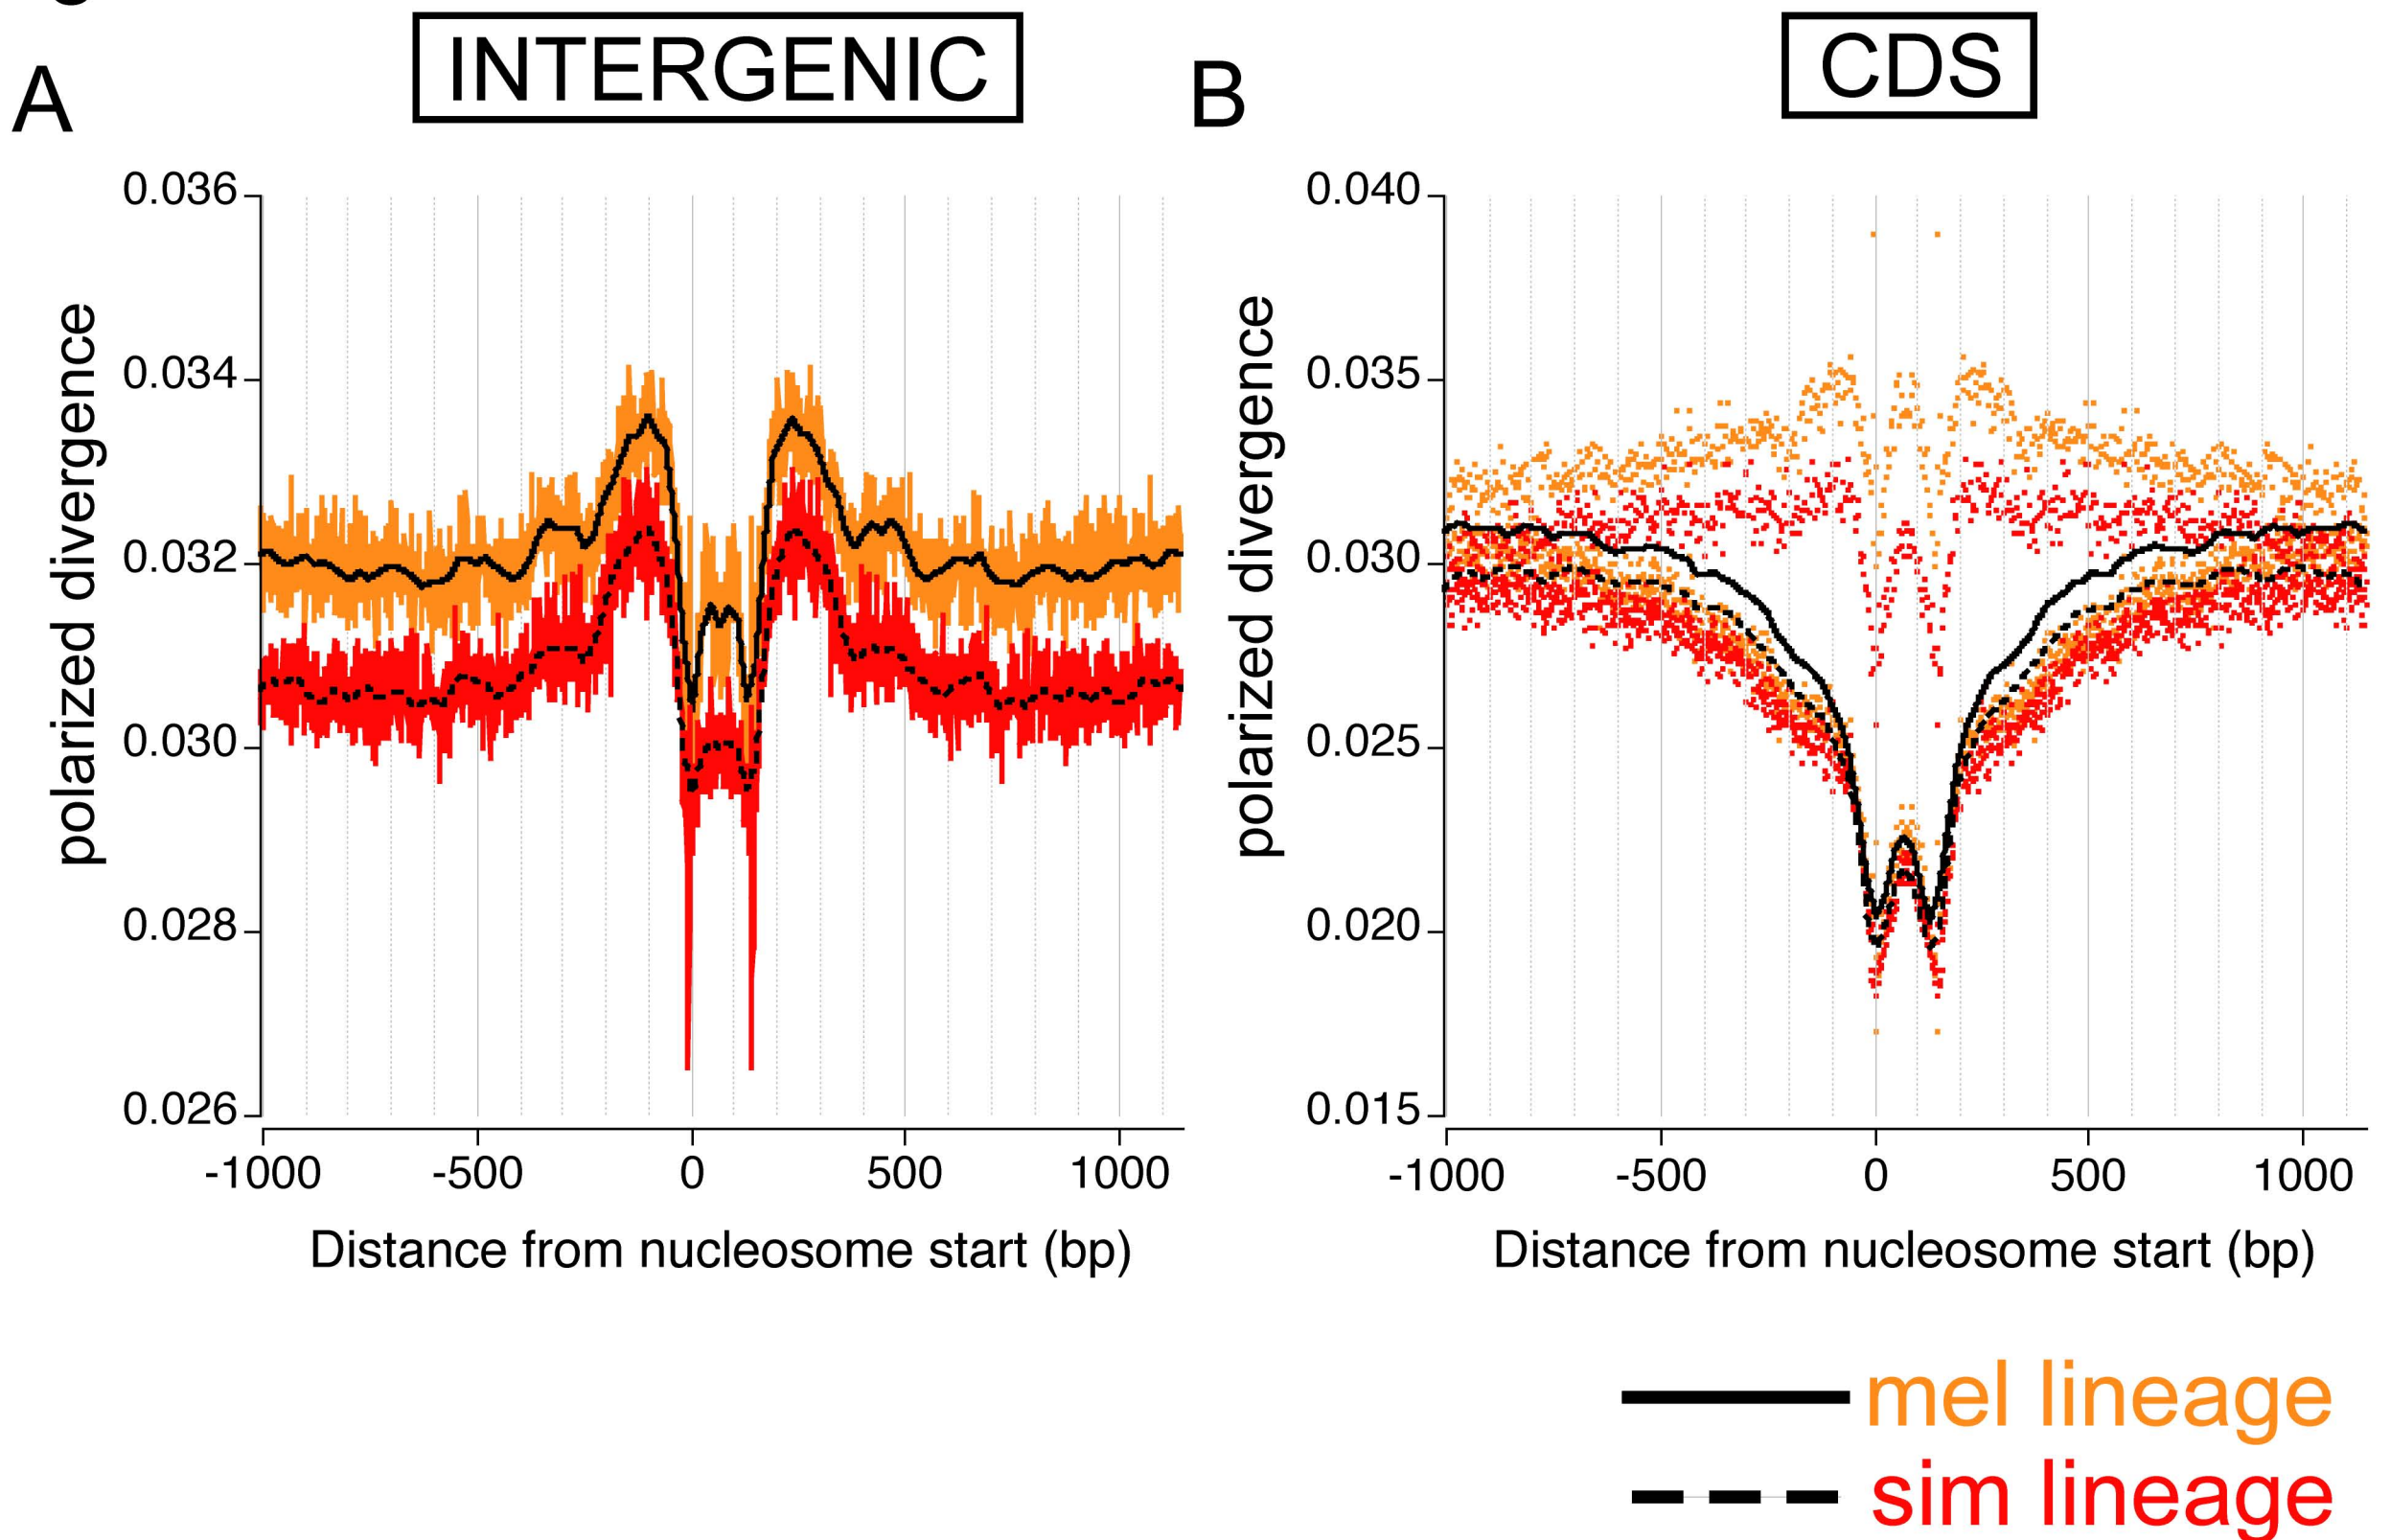 A
INTERGENIC
polarized divergence
0.036
0.034
0.032
0.030
0.028
0.026
-1000
-500
0
500
1000
Distance from nucleosome start (bp)
B
CDS
polarized divergence
0.040
0.035
0.030
0.025
0.020
0.015
-1000
-500
0
500
1000
Distance from nucleosome start (bp)
mel lineage
sim lineage